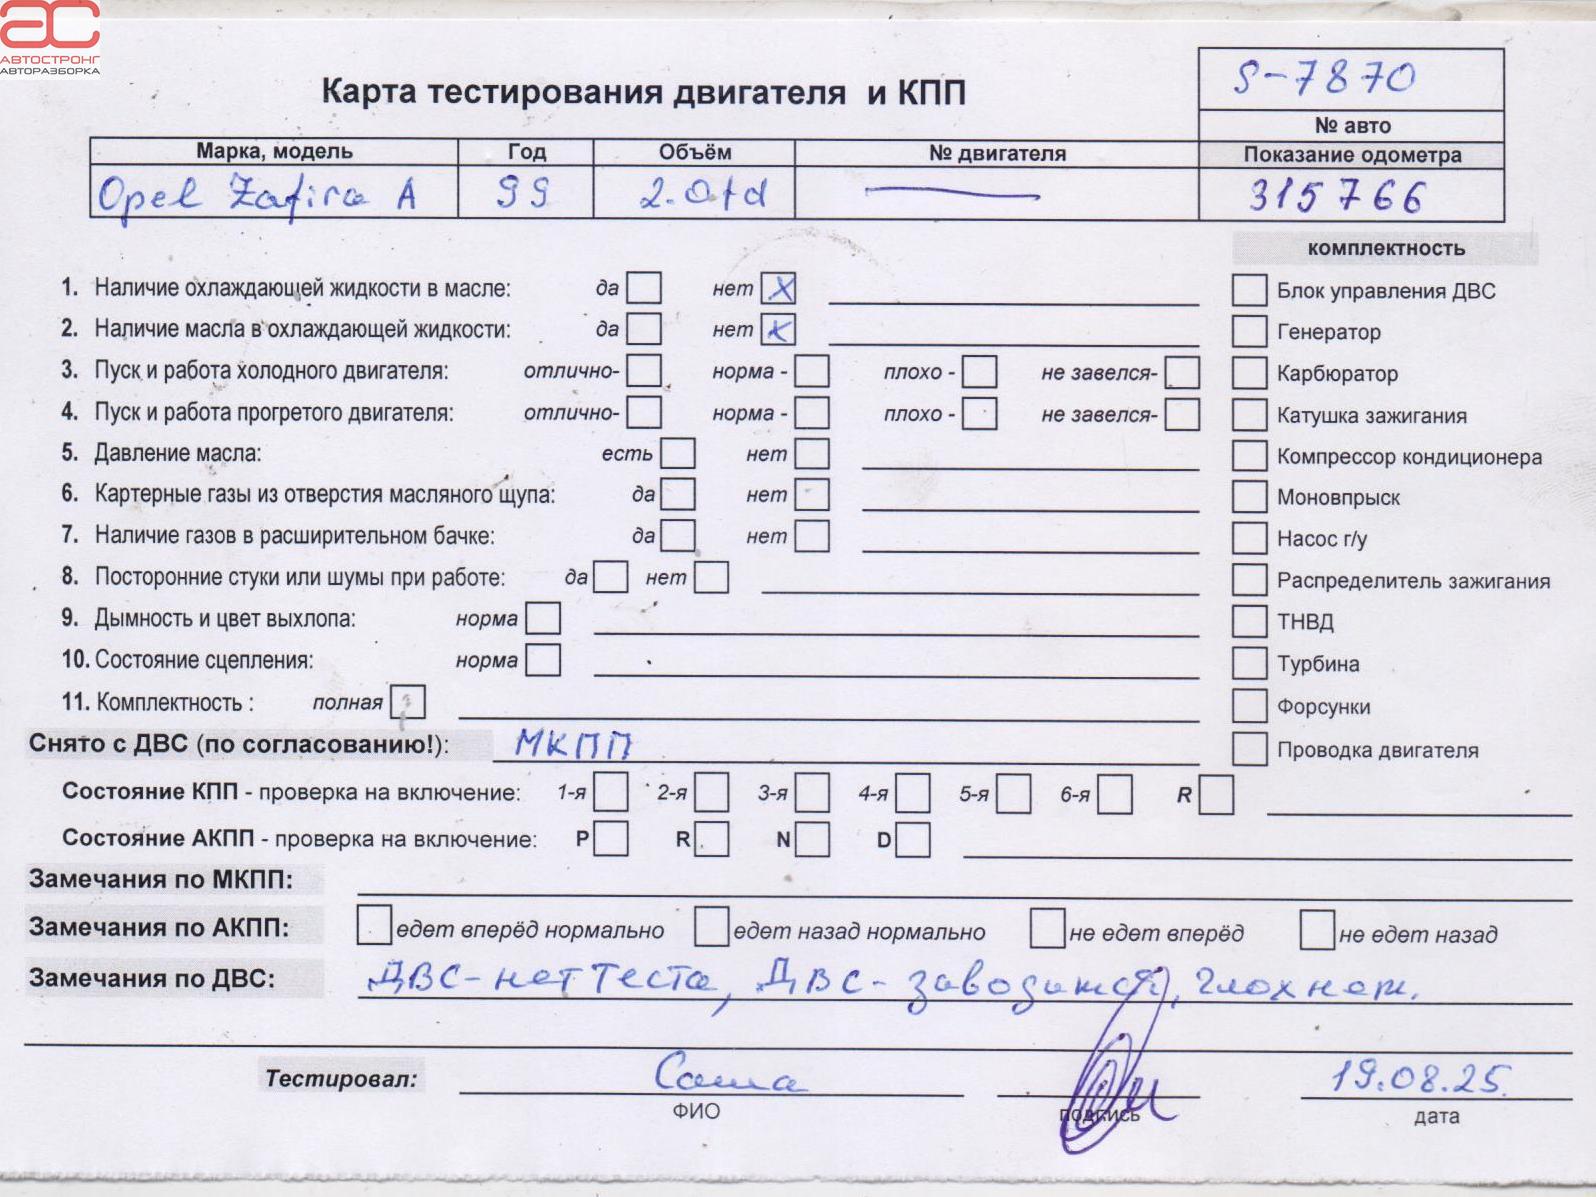 АС
АВТОСТРОНГ
АВТОРАЗБОРКА
Карта тестирования двигателя и КПП
S-7870
№ авто
Марка, модель Год Объём № двигателя Показание одометра
Opel Zafira A 99 2.0td — 315766
комплектность
1. Наличие охлаждающей жидкости в масле: да нет X
Блок управления ДВС
2. Наличие масла в охлаждающей жидкости: да нет X
Генератор
3. Пуск и работа холодного двигателя: отлично- норма - плохо - не завелся-
Карбюратор
4. Пуск и работа прогретого двигателя: отлично- норма - плохо - не завелся-
Катушка зажигания
5. Давление масла: есть нет
Компрессор кондиционера
6. Картерные газы из отверстия масляного щупа: да нет
Моновпрыск
7. Наличие газов в расширительном бачке: да нет
Насос г/у
8. Посторонние стуки или шумы при работе: да нет
Распределитель зажигания
9. Дымность и цвет выхлопа: норма
ТНВД
10. Состояние сцепления: норма
Турбина
11. Комплектность : полная
Форсунки
Снято с ДВС (по согласованию!): МКПП
Проводка двигателя
Состояние КПП - проверка на включение: 1-я 2-я 3-я 4-я 5-я 6-я R
Состояние АКПП - проверка на включение: P R N D
Замечания по МКПП:
Замечания по АКПП: едет вперёд нормально едет назад нормально не едет вперёд не едет назад
Замечания по ДВС: ДВС-нет теста, ДВС-заводится, глохнет.
Тестировал: Саша 19.08.25.
ФИО подпись дата